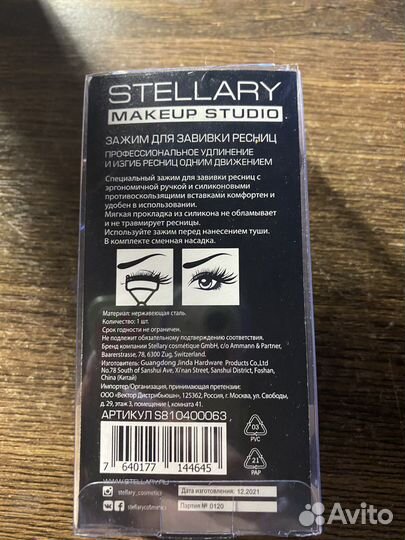 STELLARY
MAKEUP STUDIO
ЗАЖИМ ДЛЯ ЗАВИВКИ РЕСНИЦ
ПРОФЕССИОНАЛЬНОЕ УДЛИНЕНИЕ
И ИЗГИБ РЕСНИЦ ОДНИМ ДВИЖЕНИЕМ
Специальный зажим для завивки ресниц с
эргономичной ручкой и силиконовыми
противоскользящими вставками комфортен и
удобен в использовании.
Мягкая прокладка из силикона не обламывает
и не травмирует ресницы.
Используйте зажим перед нанесением туши.
В комплекте сменная насадка.
Материал: нержавеющая сталь.
Количество: 1 шт.
Срок годности не ограничен.
Не подлежит обязательному подтверждению соответствия.
Бренд компании Stellary cosmétique GmbH, c/o Ammann & Partner,
Baarerstrasse, 78, 6300 Zug, Switzerland.
Изготовитель: Guangdong Jinda Hardware Products Co.,Ltd
No.78 South of Sanshui Ave, Xi'nan Street, Sanshui District, Foshan,
China (Китай)
Импортер/Организация, принимающая претензии:
ООО «Вектор Дистрибьюшн», 125362, Россия, г. Москва, ул. Свободы,
д. 29, этаж 3, помещение I, комната 41.
АРТИКУЛ S810400063
03
PVC
21
PAP
7 640177 144645
WWW.STELLARY.RU
stellary_cosmetics
stellarycosmetics
Дата изготовления: 12.2021
Партия № 0120
Avito